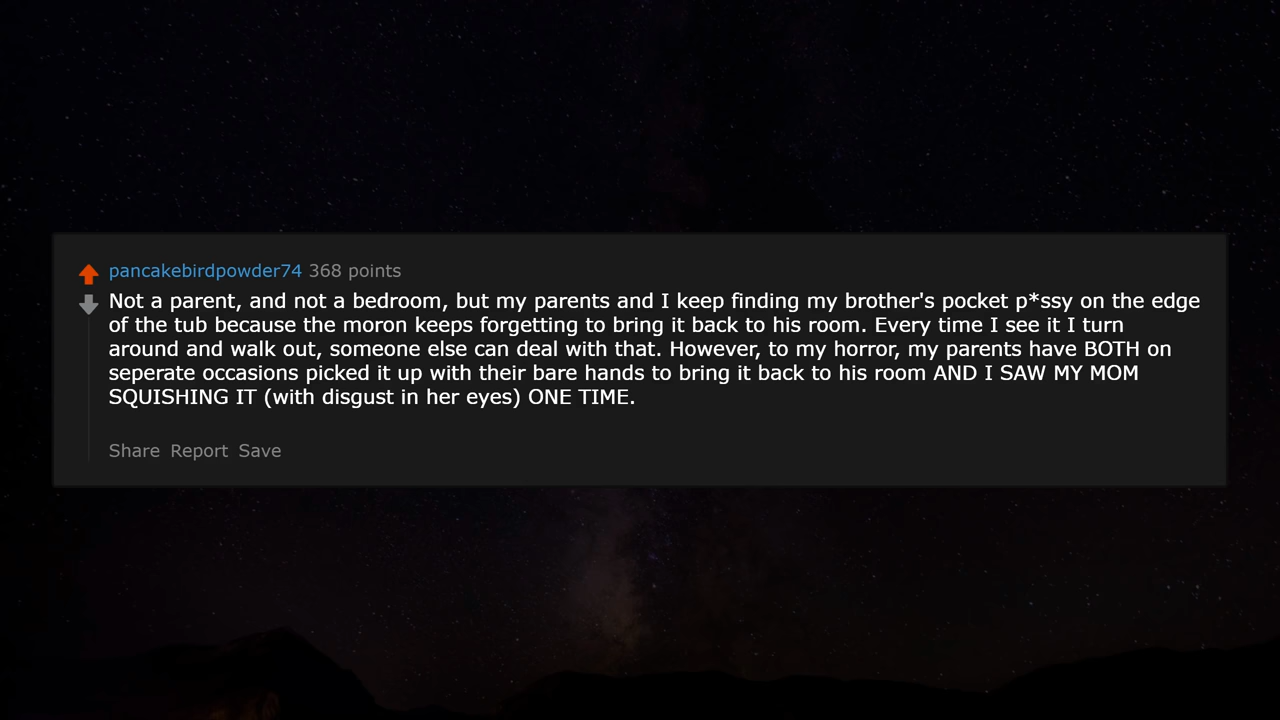 pancakebirdpowder74 368 points
Not a parent, and not a bedroom, but my parents and I keep finding my brother's pocket p*ssy on the edge
of the tub because the moron keeps forgetting to bring it back to his room. Every time I see it I turn
around and walk out, someone else can deal with that. However, to my horror, my parents have BOTH on
seperate occasions picked it up with their bare hands to bring it back to his room AND I SAW MY MOM
SQUISHING IT (with disgust in her eyes) ONE TIME.
Share Report Save